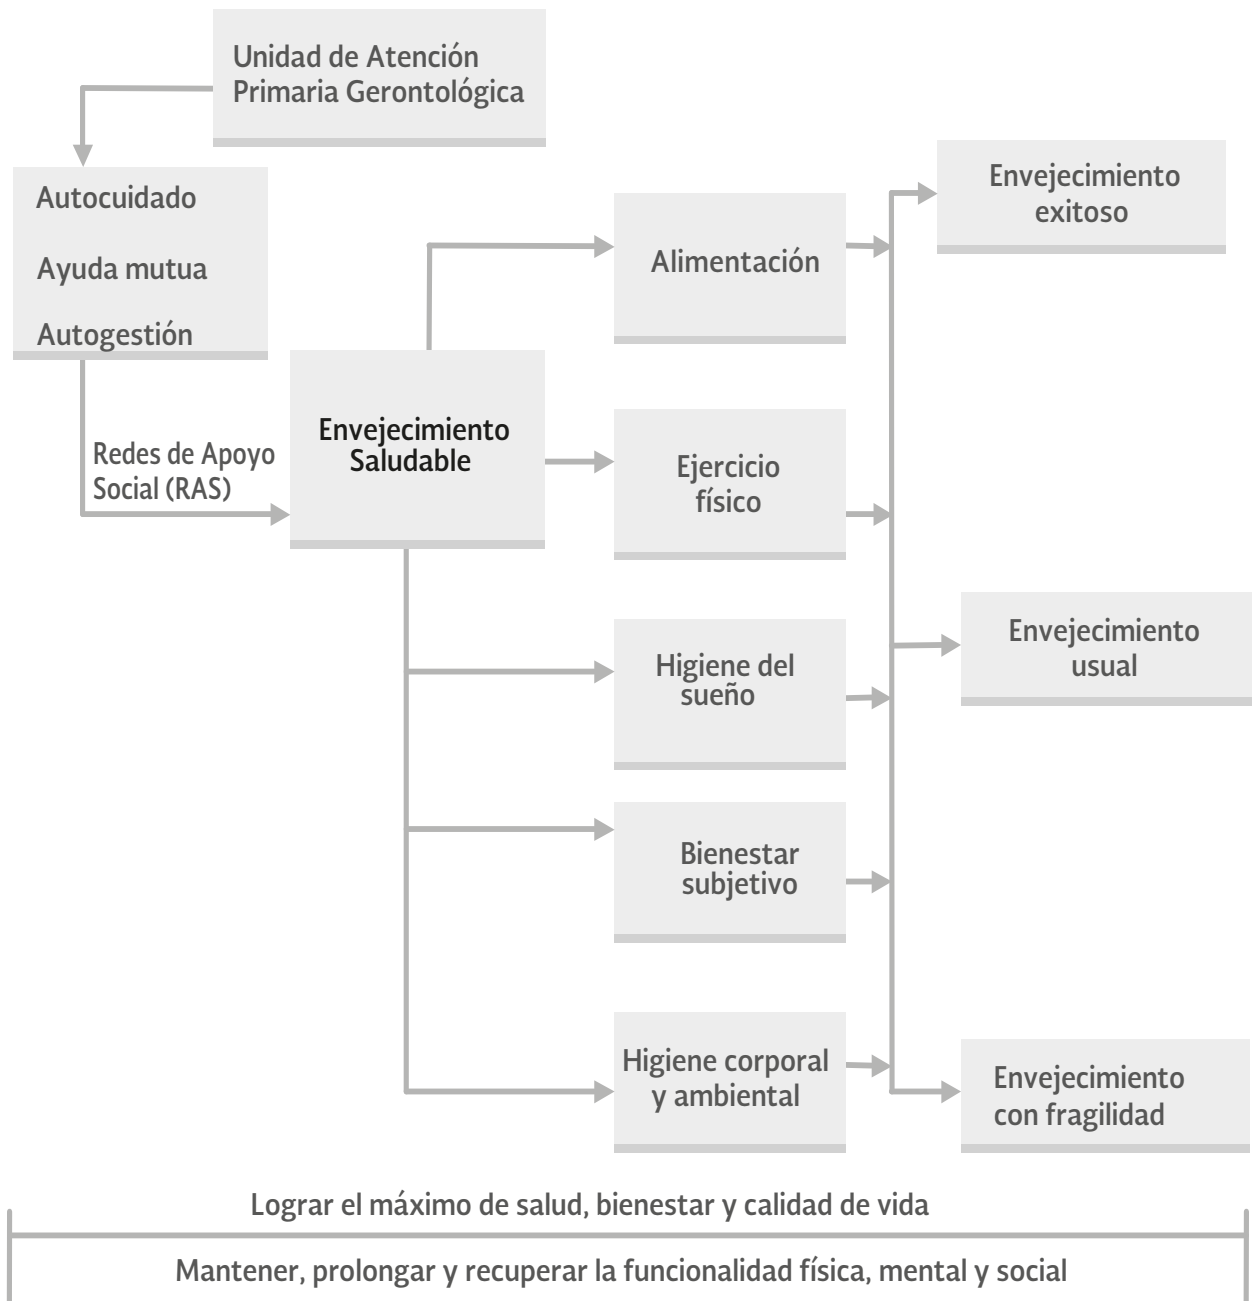 Unidad de Atención
Primaria Gerontológica
Autocuidado
Ayuda mutua
Autogestión
Redes de Apoyo
Social (RAS)
Envejecimiento
Saludable
Alimentación
Ejercicio
físico
Higiene del
sueño
Bienestar
subjetivo
Higiene corporal
y ambiental
Envejecimiento
exitoso
Envejecimiento
usual
Envejecimiento
con fragilidad
Lograr el máximo de salud, bienestar y calidad de vida
Mantener, prolongar y recuperar la funcionalidad física, mental y social